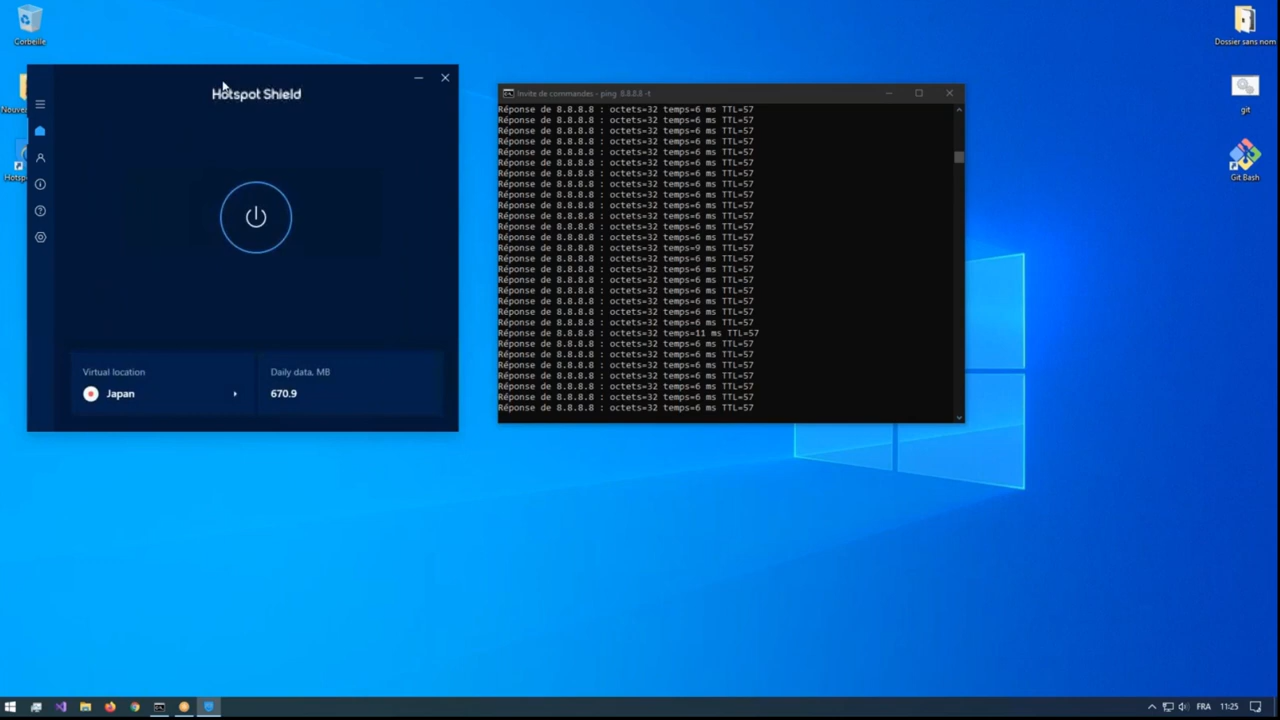 Corbeille
Nouve
Hotsp
Hotspot Shield
Virtual location
Japan
Daily data, MB
670.9
Invite de commandes - ping 8.8.8.8 -t
Réponse de 8.8.8.8 : octets=32 temps=6 ms TTL=57
Réponse de 8.8.8.8 : octets=32 temps=6 ms TTL=57
Réponse de 8.8.8.8 : octets=32 temps=6 ms TTL=57
Réponse de 8.8.8.8 : octets=32 temps=6 ms TTL=57
Réponse de 8.8.8.8 : octets=32 temps=6 ms TTL=57
Réponse de 8.8.8.8 : octets=32 temps=6 ms TTL=57
Réponse de 8.8.8.8 : octets=32 temps=6 ms TTL=57
Réponse de 8.8.8.8 : octets=32 temps=6 ms TTL=57
Réponse de 8.8.8.8 : octets=32 temps=6 ms TTL=57
Réponse de 8.8.8.8 : octets=32 temps=6 ms TTL=57
Réponse de 8.8.8.8 : octets=32 temps=6 ms TTL=57
Réponse de 8.8.8.8 : octets=32 temps=6 ms TTL=57
Réponse de 8.8.8.8 : octets=32 temps=6 ms TTL=57
Réponse de 8.8.8.8 : octets=32 temps=9 ms TTL=57
Réponse de 8.8.8.8 : octets=32 temps=6 ms TTL=57
Réponse de 8.8.8.8 : octets=32 temps=6 ms TTL=57
Réponse de 8.8.8.8 : octets=32 temps=6 ms TTL=57
Réponse de 8.8.8.8 : octets=32 temps=6 ms TTL=57
Réponse de 8.8.8.8 : octets=32 temps=6 ms TTL=57
Réponse de 8.8.8.8 : octets=32 temps=6 ms TTL=57
Réponse de 8.8.8.8 : octets=32 temps=6 ms TTL=57
Réponse de 8.8.8.8 : octets=32 temps=11 ms TTL=57
Réponse de 8.8.8.8 : octets=32 temps=6 ms TTL=57
Réponse de 8.8.8.8 : octets=32 temps=6 ms TTL=57
Réponse de 8.8.8.8 : octets=32 temps=6 ms TTL=57
Réponse de 8.8.8.8 : octets=32 temps=6 ms TTL=57
Réponse de 8.8.8.8 : octets=32 temps=6 ms TTL=57
Réponse de 8.8.8.8 : octets=32 temps=6 ms TTL=57
Réponse de 8.8.8.8 : octets=32 temps=6 ms TTL=57
Dossier sans nom
git
Git Bash
FRA
11:25